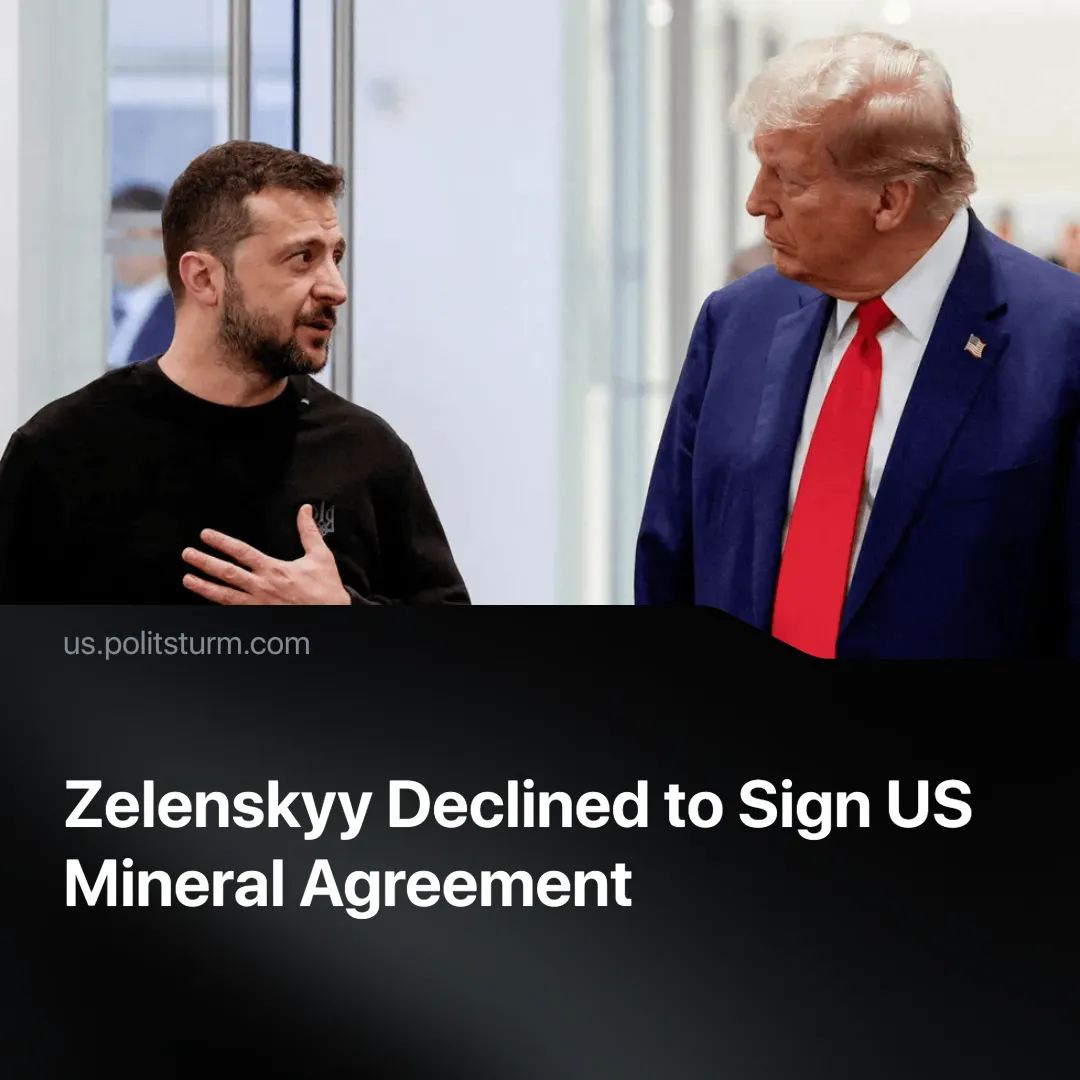 us.politsturm.com
Zelenskyy Declined to Sign US
Mineral Agreement